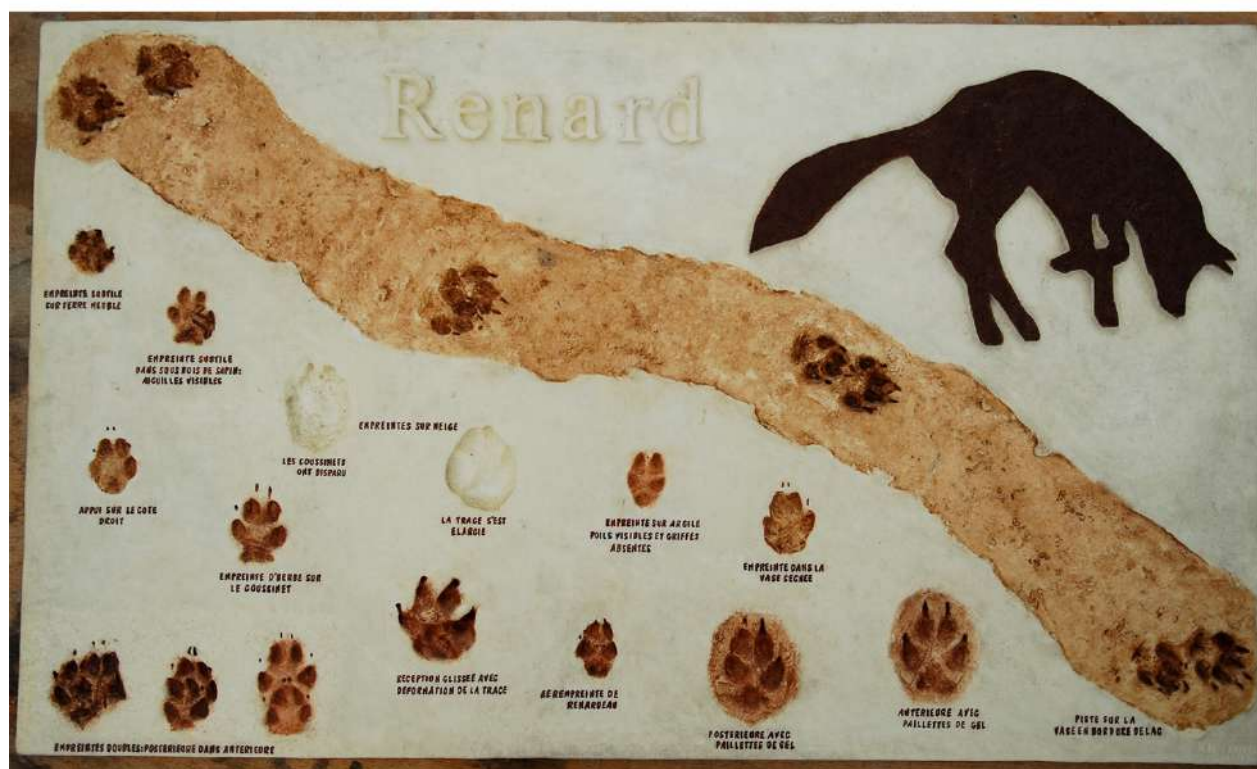 Renard
EMPREINTE SUBTILE
SUR TERRE MEUBLE
EMPREINTE SUBTILE
DANS SOUS BOIS DE SAPIN:
AIGUILLES VISIBLES
EMPREINTES SUR NEIGE
LES COUSSINETS
ONT DISPARU
LA TRACE S'EST
ELARGIE
APPUI SUR LE COTE
DROIT
EMPREINTE SUR ARGILE
POILS VISIBLES ET GRIFFES
ABSENTES
EMPREINTE DANS LA
VASE SECHEE
EMPREINTE D'HERBE SUR
LE COUSSINET
RECEPTION GLISSEE AVEC
DEFORMATION DE LA TRACE
EMPREINTE DE
RENARDEAU
POSTERIEURE AVEC
PAILLETTES DE GEL
ANTERIEURE AVEC
PAILLETTES DE GEL
PISTE SUR LA
VASE EN BORDURE DE LAC
EMPREINTES DOUBLES: POSTERIEURE DANS ANTERIEURE